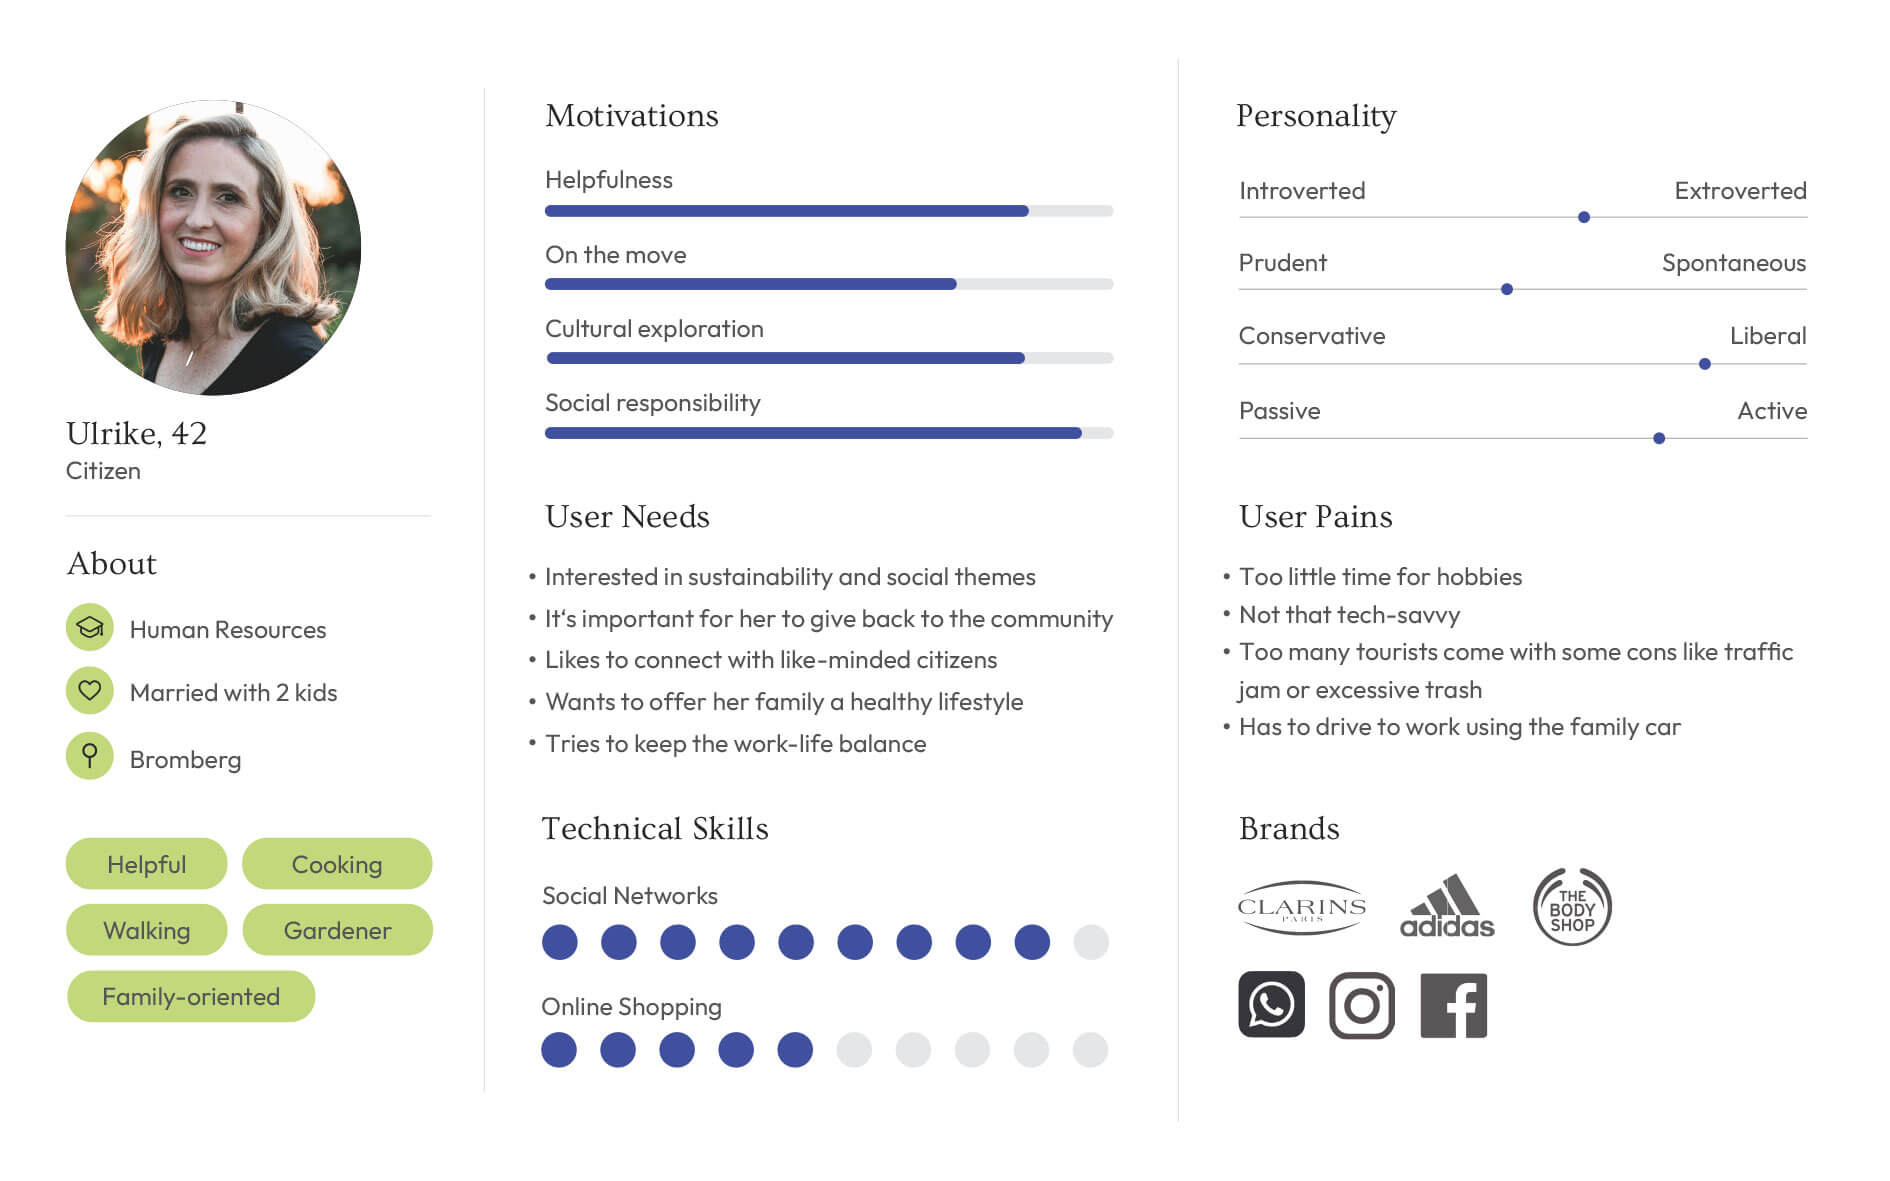 Ulrike, 42
Citizen
About
Human Resources
Married with 2 kids
Bromberg
Helpful
Cooking
Walking
Gardener
Family-oriented
Motivations
Helpfulness
On the move
Cultural exploration
Social responsibility
User Needs
• Interested in sustainability and social themes
• It‘s important for her to give back to the community
• Likes to connect with like-minded citizens
• Wants to offer her family a healthy lifestyle
• Tries to keep the work-life balance
Technical Skills
Social Networks
Online Shopping
Personality
Introverted Extroverted
Prudent Spontaneous
Conservative Liberal
Passive Active
User Pains
• Too little time for hobbies
• Not that tech-savvy
• Too many tourists come with some cons like traffic
jam or excessive trash
• Has to drive to work using the family car
Brands
CLARINS
PARIS
adidas
THE
BODY
SHOP